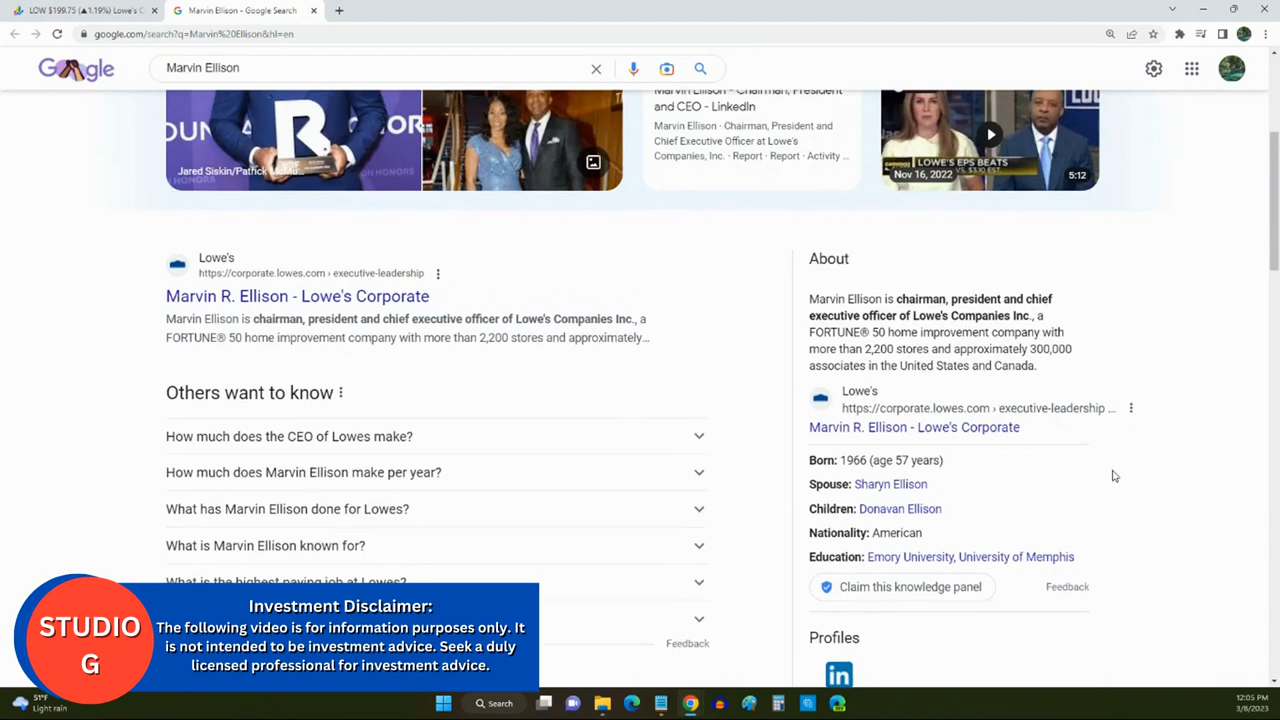 LOW $199.75 (▲1.19%) Lowe's C
Marvin Ellison - Google Search
google.com/search?q=Marvin%20Ellison&hl=en
Google
Marvin Ellison
R
HONORS
Jared Siskin/Patrick McMu...
Marvin Ellison - Chairman, President
and CEO - LinkedIn
Marvin Ellison · Chairman, President and
Chief Executive Officer at Lowe's
Companies, Inc. · Report · Report · Activity ...
LOWE'S EPS BEATS
Nov 16, 2022
5:12
Lowe's
https://corporate.lowes.com › executive-leadership
Marvin R. Ellison - Lowe's Corporate
Marvin Ellison is chairman, president and chief executive officer of Lowe's Companies Inc., a
FORTUNE® 50 home improvement company with more than 2,200 stores and approximately...
Others want to know
How much does the CEO of Lowes make?
How much does Marvin Ellison make per year?
What has Marvin Ellison done for Lowes?
What is Marvin Ellison known for?
What is the highest paying job at Lowe's?
Feedback
About
Marvin Ellison is chairman, president and chief
executive officer of Lowe's Companies Inc., a
FORTUNE® 50 home improvement company with
more than 2,200 stores and approximately 300,000
associates in the United States and Canada.
Lowe's
https://corporate.lowes.com › executive-leadership ...
Marvin R. Ellison - Lowe's Corporate
Born: 1966 (age 57 years)
Spouse: Sharyn Ellison
Children: Donavan Ellison
Nationality: American
Education: Emory University, University of Memphis
Claim this knowledge panel
Feedback
Profiles
in
STUDIO
G
Investment Disclaimer:
The following video is for information purposes only. It
is not intended to be investment advice. Seek a duly
licensed professional for investment advice.
51°F
Light rain
Search
12:05 PM
3/8/2023